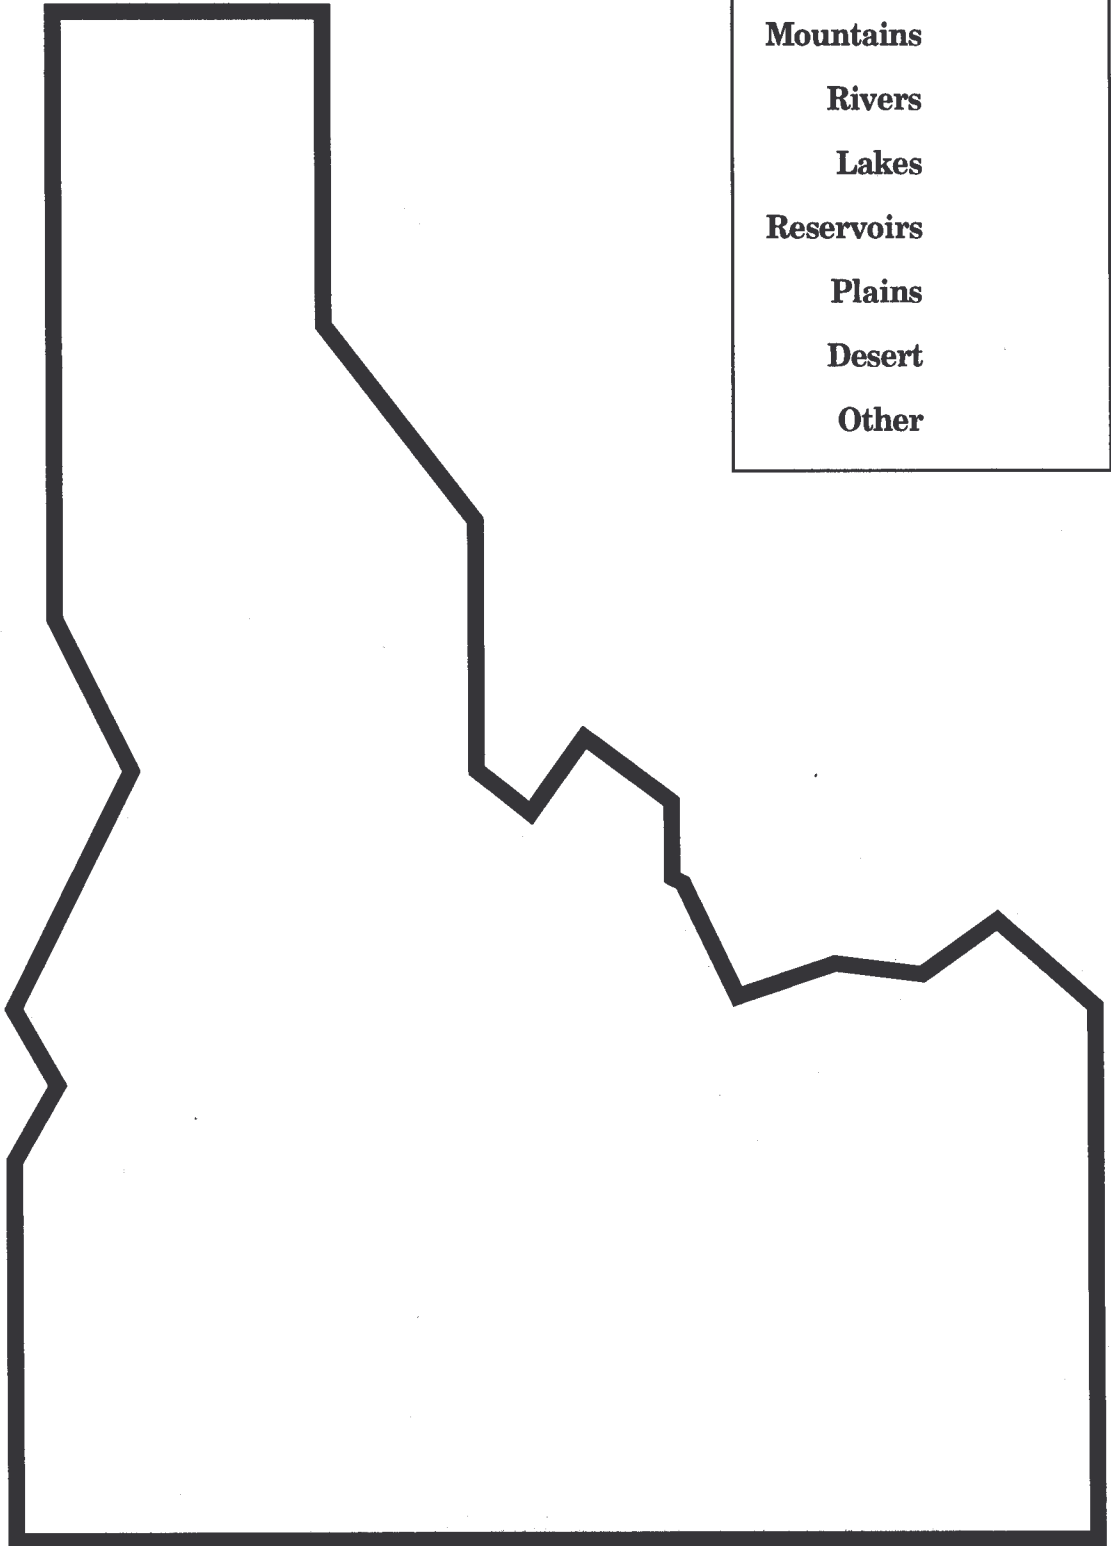 Mountains
Rivers
Lakes
Reservoirs
Plains
Desert
Other